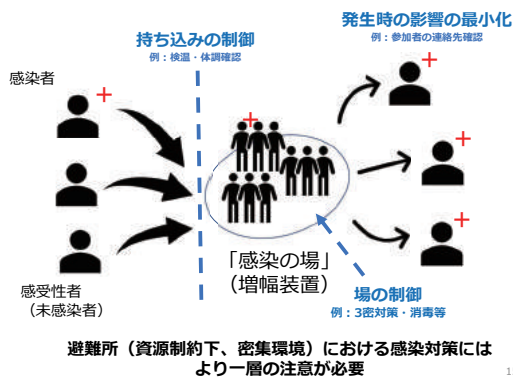 発生時の影響の最小化
例：参加者の連絡先確認
持ち込みの制御
例：検温・体調確認
感染者
「感染の場」
（増幅装置）
感受性者
（未感染者）
場の制御
例：3密対策・消毒等
避難所（資源制約下、密集環境）における感染対策には
より一層の注意が必要
1